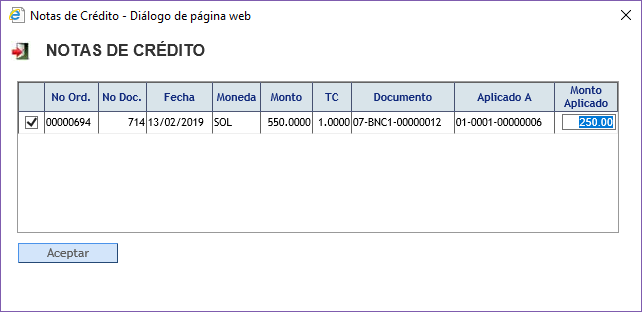 Notas de Crédito - Diálogo de página web
NOTAS DE CRÉDITO
No Ord. No Doc. Fecha Moneda Monto TC Documento Aplicado A Monto Aplicado
00000694 714 13/02/2019 SOL 550.0000 1.0000 07-BNC1-00000012 01-0001-00000006 250.00
Aceptar